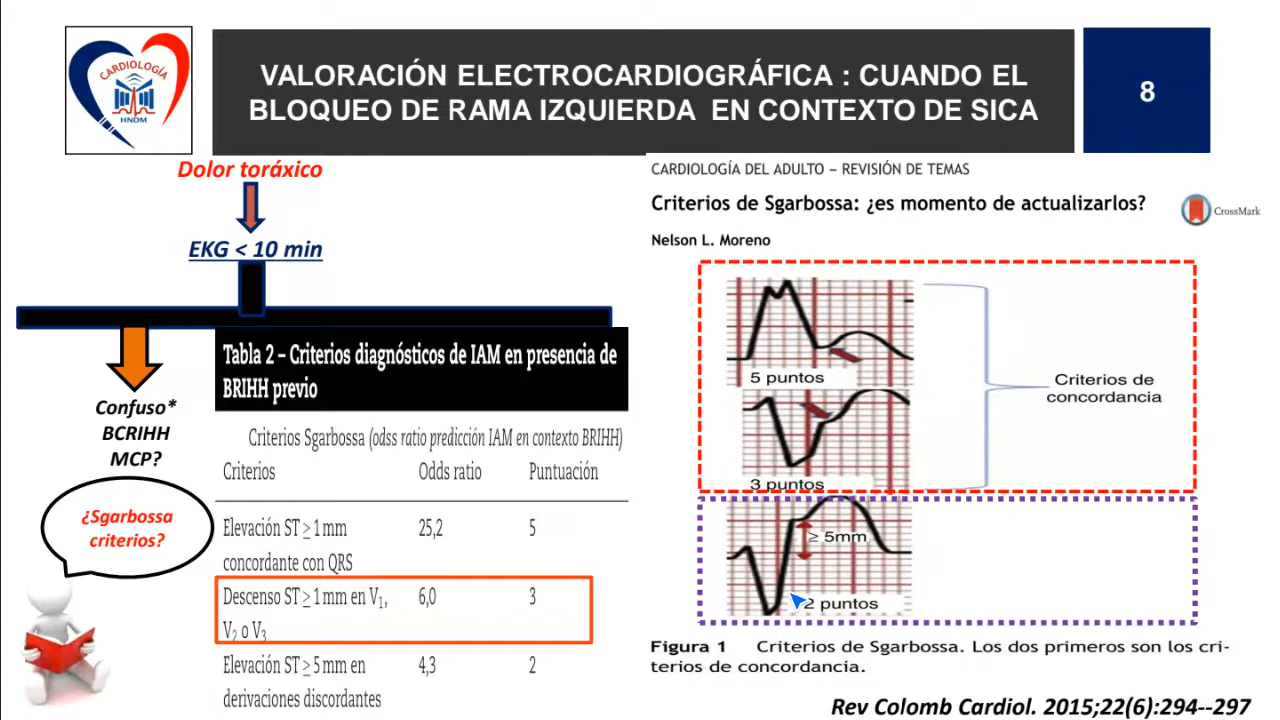 CARDIOLOGÍA
HNDM
VALORACIÓN ELECTROCARDIOGRÁFICA : CUANDO EL
BLOQUEO DE RAMA IZQUIERDA EN CONTEXTO DE SICA
8
Dolor toráxico
EKG < 10 min
Confuso*
BCRIHH
MCP?
¿Sgarbossa
criterios?
Tabla 2 – Criterios diagnósticos de IAM en presencia de
BRIHH previo
Criterios Sgarbossa (odss ratio predicción IAM en contexto BRIHH)
Criterios Odds ratio Puntuación
Elevación ST ≥ 1 mm 25,2 5
concordante con QRS
Descenso ST ≥ 1 mm en V1, 6,0 3
V2 o V3
Elevación ST ≥ 5 mm en 4,3 2
derivaciones discordantes
CARDIOLOGÍA DEL ADULTO – REVISIÓN DE TEMAS
Criterios de Sgarbossa: ¿es momento de actualizarlos?
CrossMark
Nelson L. Moreno
5 puntos
Criterios de
concordancia
3 puntos
≥ 5mm
2 puntos
Figura 1 Criterios de Sgarbossa. Los dos primeros son los cri-
terios de concordancia.
Rev Colomb Cardiol. 2015;22(6):294--297